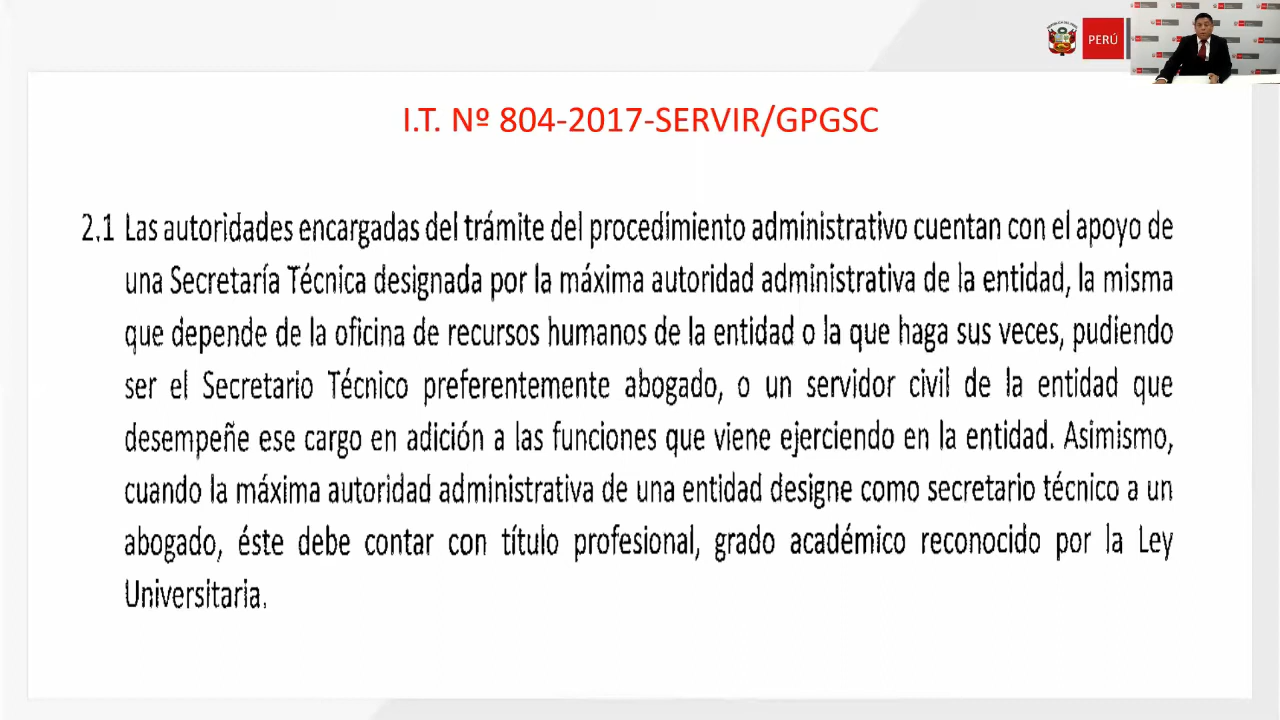 PERÚ
I.T. Nº 804-2017-SERVIR/GPGSC
2.1 Las autoridades encargadas del trámite del procedimiento administrativo cuentan con el apoyo de
una Secretaría Técnica designada por la máxima autoridad administrativa de la entidad, la misma
que depende de la oficina de recursos humanos de la entidad o la que haga sus veces, pudiendo
ser el Secretario Técnico preferentemente abogado, o un servidor civil de la entidad que
desempeñe ese cargo en adición a las funciones que viene ejerciendo en la entidad. Asimismo,
cuando la máxima autoridad administrativa de una entidad designe como secretario técnico a un
abogado, éste debe contar con título profesional, grado académico reconocido por la Ley
Universitaria.